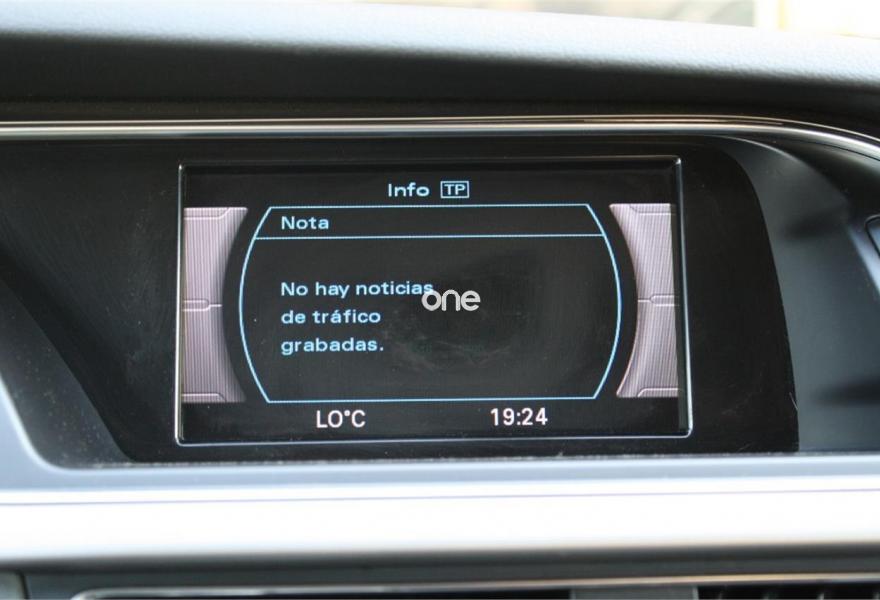 Info TP
Nota
No hay noticias
one
de tráfico
grabadas.
LO°C 19:24